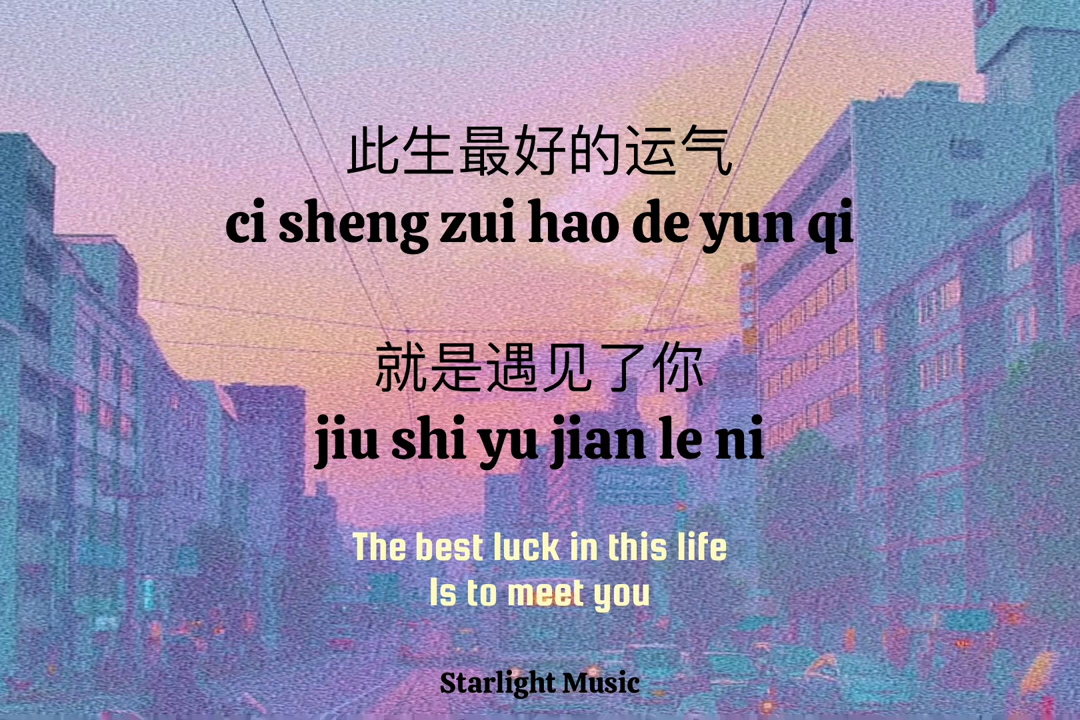 此生最好的运气
ci sheng zui hao de yun qi
就是遇见了你
jiu shi yu jian le ni
The best luck in this life
Is to meet you
Starlight Music